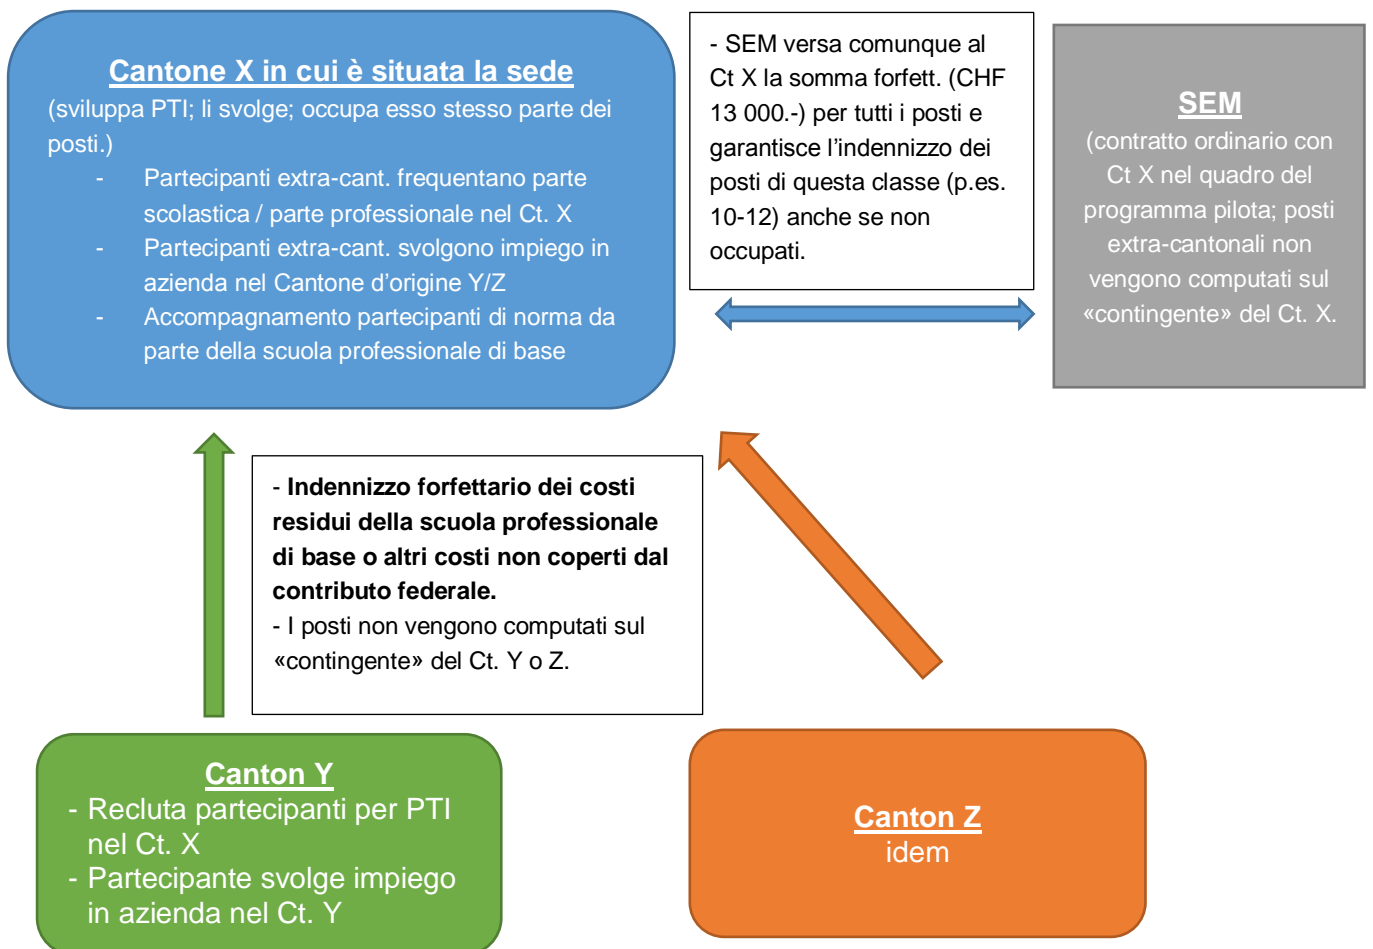 Cantone X in cui è situata la sede
(sviluppa PTI; li svolge; occupa esso stesso parte dei
posti.)
- Partecipanti extra-cant. frequentano parte
scolastica / parte professionale nel Ct. X
- Partecipanti extra-cant. svolgono impiego in
azienda nel Cantone d'origine Y/Z
- Accompagnamento partecipanti di norma da
parte della scuola professionale di base
- SEM versa comunque al
Ct X la somma forfett. (CHF
13 000.-) per tutti i posti e
garantisce l'indennizzo dei
posti di questa classe (p.es.
10-12) anche se non
occupati.
SEM
(contratto ordinario con
Ct X nel quadro del
programma pilota; posti
extra-cantonali non
vengono computati sul
«contingente» del Ct. X.
- Indennizzo forfettario dei costi
residui della scuola professionale
di base o altri costi non coperti dal
contributo federale.
- I posti non vengono computati sul
«contingente» del Ct. Y o Z.
Canton Y
- Recluta partecipanti per PTI
nel Ct. X
- Partecipante svolge impiego
in azienda nel Ct. Y
Canton Z
idem